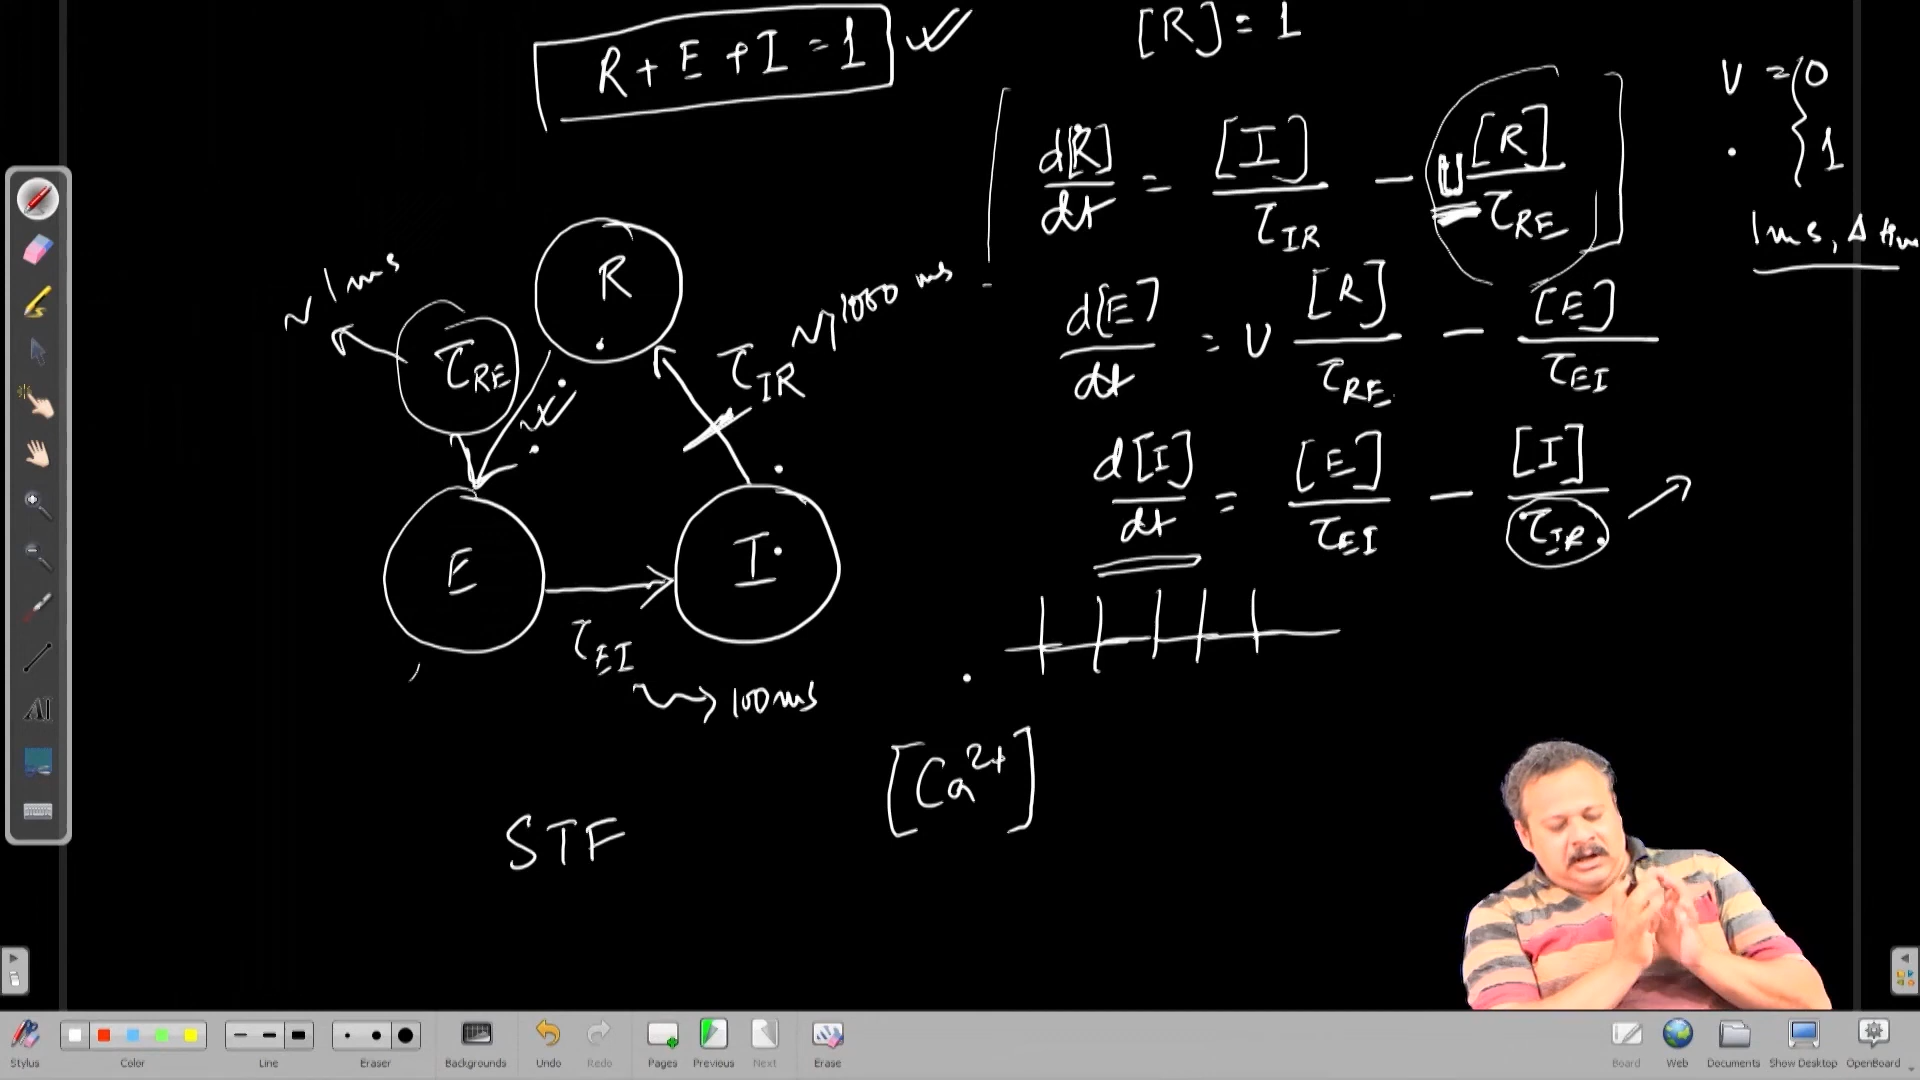 R + E + I = 1
[R] = 1
U = { 0
1
1ms, Δ tim
d[R]/dt = [I]/τIR − U [R]/τRE
d[E]/dt = U [R]/τRE − [E]/τEI
d[I]/dt = [E]/τEI − [I]/τIR
~ 1ms
τRE
R
τIR ~ 1000 ms
E
I
τEI
100ms
[Ca2+]
STF
Stylus
Color
Line
Eraser
Backgrounds
Undo
Redo
Pages
Previous
Next
Erase
Board
Web
Documents
Show Desktop
OpenBoard